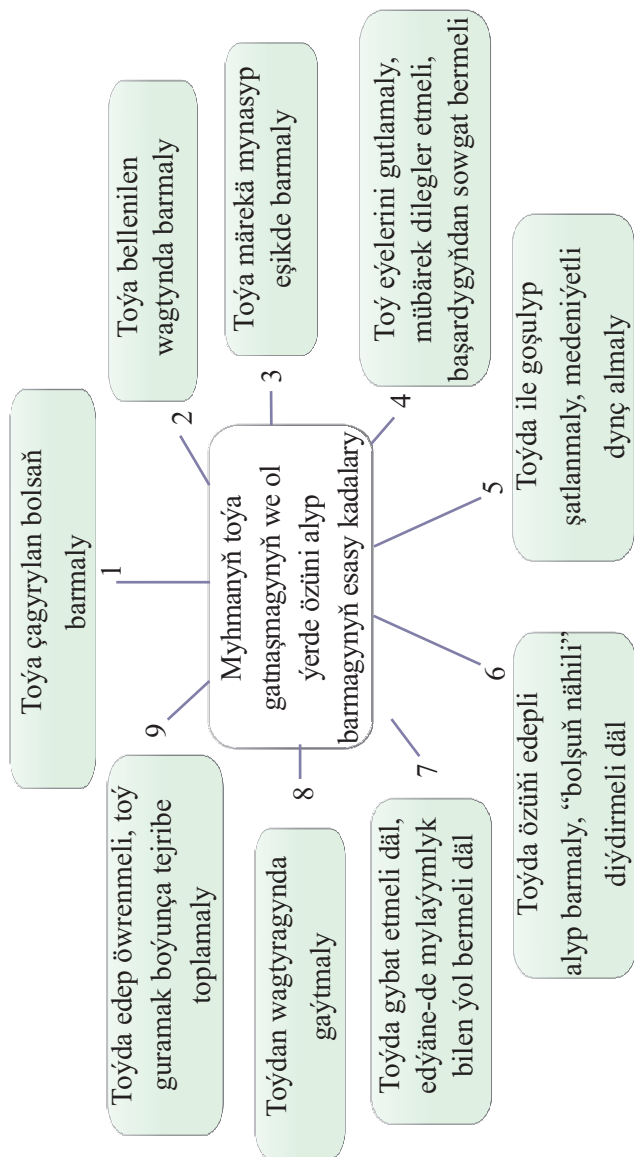 Myhmanyň toýa
gatnaşmagynyň we ol
ýerde özüni alyp
barmagynyň esasy kadalary
1
Toýa çagyrylan bolsaň
barmaly
2
Toýa bellenilen
wagtynda barmaly
3
Toýa märekä mynasyp
eşikde barmaly
4
Toý eýelerini gutlamaly,
mübärek dilegler etmeli,
başardygyňdan sowgat bermeli
5
Toýda ile goşulyp
şatlanmaly, medeniýetli
dynç almaly
6
Toýda özüňi edepli
alyp barmaly, “bolşuň nähili”
diýdirmeli däl
7
Toýda gybat etmeli däl,
edýäne-de mylaýymlyk
bilen ýol bermeli däl
8
Toýdan wagtyragynda
gaýtmaly
9
Toýda edep öwrenmeli, toý
guramak boýunça tejribe
toplamaly